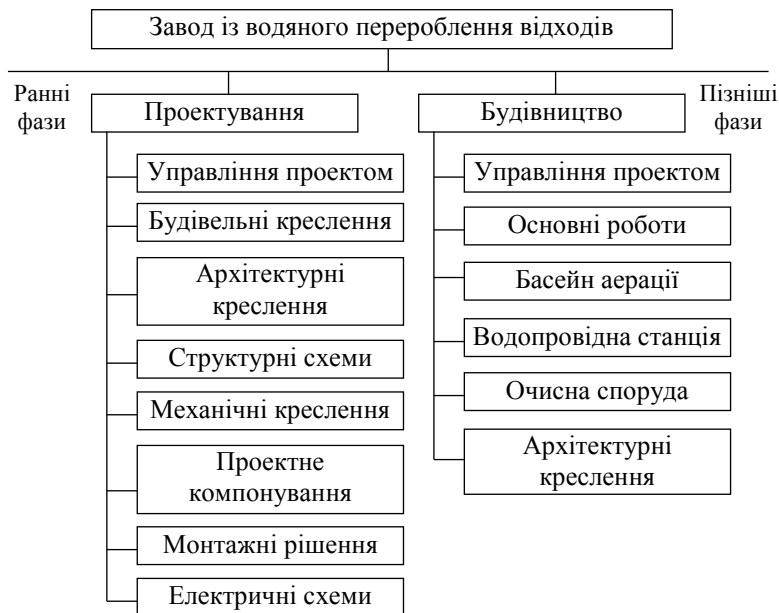 Завод із водяного перероблення відходів
Ранні
фази
Проектування
Управління проектом
Будівельні креслення
Архітектурні
креслення
Структурні схеми
Механічні креслення
Проектне
компонування
Монтажні рішення
Електричні схеми
Будівництво
Управління проектом
Основні роботи
Басейн аерації
Водопровідна станція
Очисна споруда
Архітектурні
креслення
Пізніші
фази